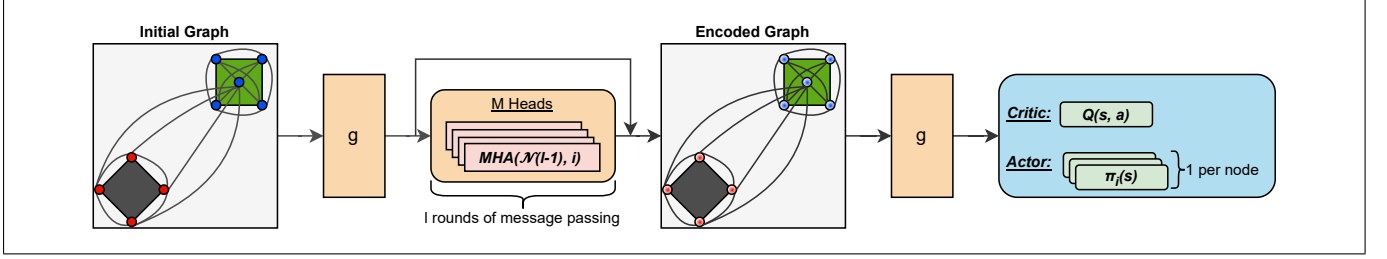 Initial Graph
g
M Heads
MHA(𝒩(l-1), i)
l rounds of message passing
Encoded Graph
g
Critic:
Q(s, a)
Actor:
πi(s)
1 per node